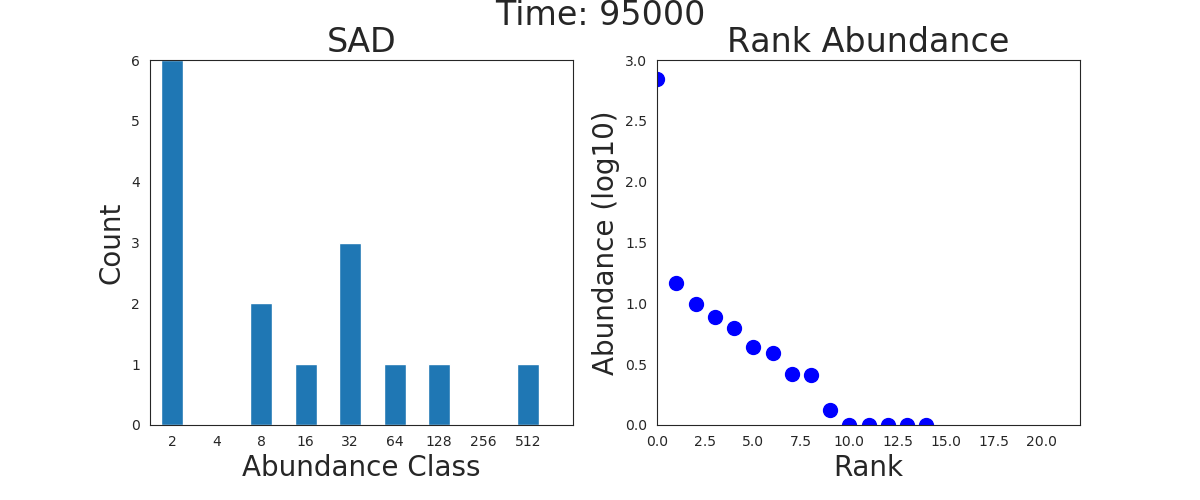 Time: 95000
SAD
6
5
4
3
2
1
0
Count
2 4 8 16 32 64 128 256 512
Abundance Class
Rank Abundance
3.0
2.5
2.0
1.5
1.0
0.5
0.0
Abundance (log10)
0.0 2.5 5.0 7.5 10.0 12.5 15.0 17.5 20.0
Rank